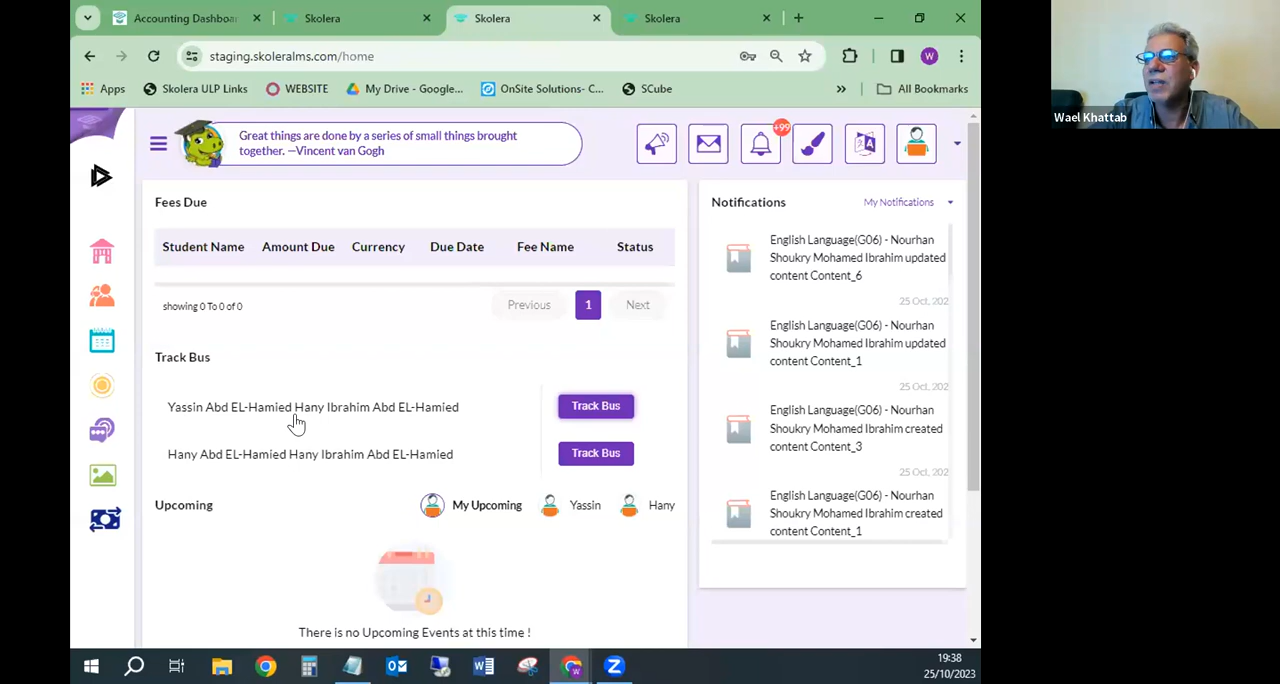 Accounting Dashboa
Skolera
Skolera
Skolera
staging.skoleralms.com/home
W
Apps
Skolera ULP Links
WEBSITE
My Drive - Google...
OnSite Solutions- C...
SCube
»
All Bookmarks
Wael Khattab
Great things are done by a series of small things brought
together. —Vincent van Gogh
+99
Fees Due
Student Name Amount Due Currency Due Date Fee Name Status
showing 0 To 0 of 0
Previous 1 Next
Track Bus
Yassin Abd EL-Hamied Hany Ibrahim Abd EL-Hamied Track Bus
Hany Abd EL-Hamied Hany Ibrahim Abd EL-Hamied Track Bus
Upcoming My Upcoming Yassin Hany
There is no Upcoming Events at this time !
Notifications My Notifications
English Language(G06) - Nourhan
Shoukry Mohamed Ibrahim updated
content Content_6
25 Oct, 202
English Language(G06) - Nourhan
Shoukry Mohamed Ibrahim updated
content Content_1
25 Oct, 202
English Language(G06) - Nourhan
Shoukry Mohamed Ibrahim created
content Content_3
25 Oct, 202
English Language(G06) - Nourhan
Shoukry Mohamed Ibrahim created
content Content_1
19:38
25/10/2023